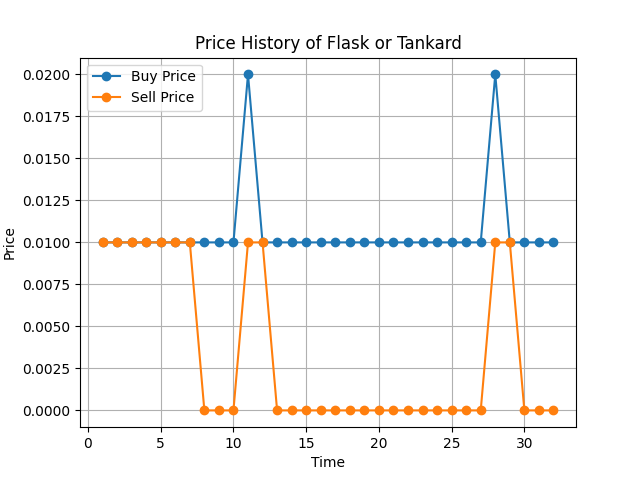 Price History of Flask or Tankard
Buy Price
Sell Price
Price
0.0200
0.0175
0.0150
0.0125
0.0100
0.0075
0.0050
0.0025
0.0000
0 5 10 15 20 25 30
Time